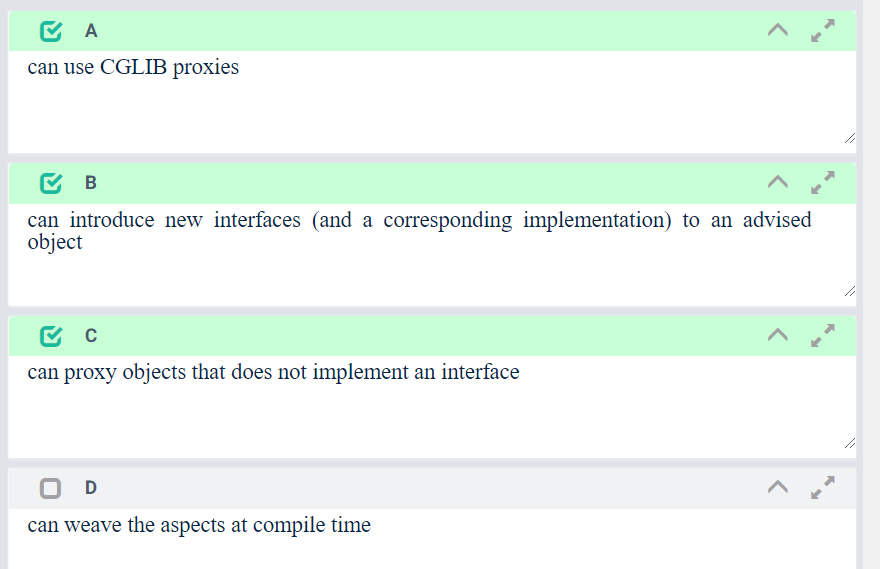 A
can use CGLIB proxies
B
can introduce new interfaces (and a corresponding implementation) to an advised
object
C
can proxy objects that does not implement an interface
D
can weave the aspects at compile time